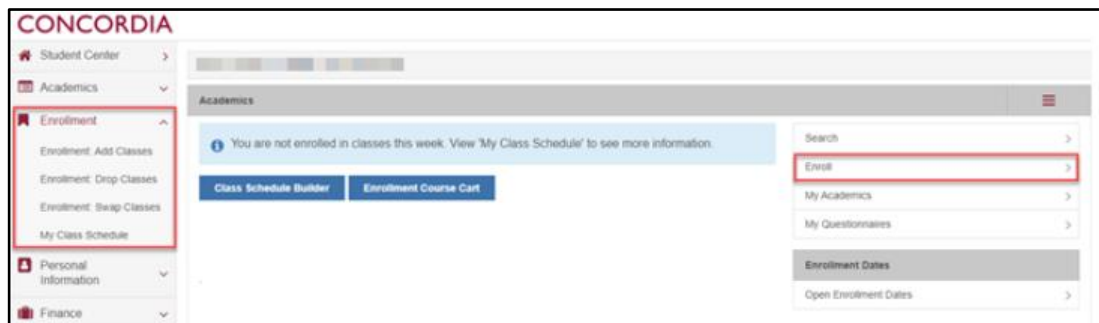 CONCORDIA
Student Center
Academics
Enrollment
Enrollment: Add Classes
Enrollment: Drop Classes
Enrollment: Swap Classes
My Class Schedule
Personal
Information
Finance
Academics
You are not enrolled in classes this week. View 'My Class Schedule' to see more information.
Class Schedule Builder
Enrollment Course Cart
Search
Enroll
My Academics
My Questionnaires
Enrollment Dates
Open Enrollment Dates